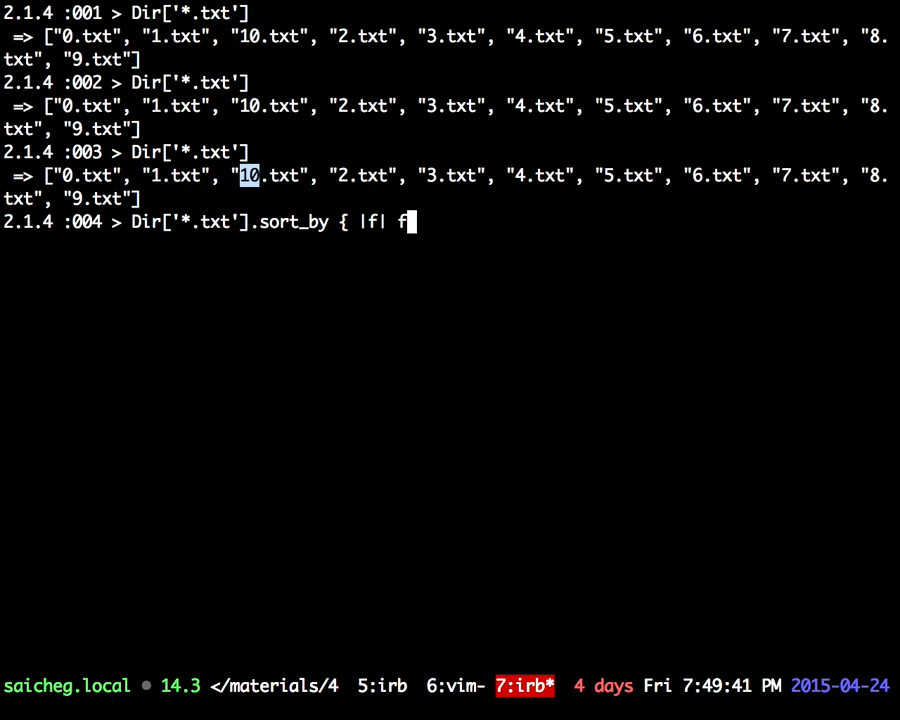 2.1.4 :001 > Dir['*.txt']
 => ["0.txt", "1.txt", "10.txt", "2.txt", "3.txt", "4.txt", "5.txt", "6.txt", "7.txt", "8.
txt", "9.txt"]
2.1.4 :002 > Dir['*.txt']
 => ["0.txt", "1.txt", "10.txt", "2.txt", "3.txt", "4.txt", "5.txt", "6.txt", "7.txt", "8.
txt", "9.txt"]
2.1.4 :003 > Dir['*.txt']
 => ["0.txt", "1.txt", "10.txt", "2.txt", "3.txt", "4.txt", "5.txt", "6.txt", "7.txt", "8.
txt", "9.txt"]
2.1.4 :004 > Dir['*.txt'].sort_by { |f| f
saicheg.local ● 14.3 </materials/4  5:irb  6:vim- 7:irb*  4 days Fri 7:49:41 PM 2015-04-24